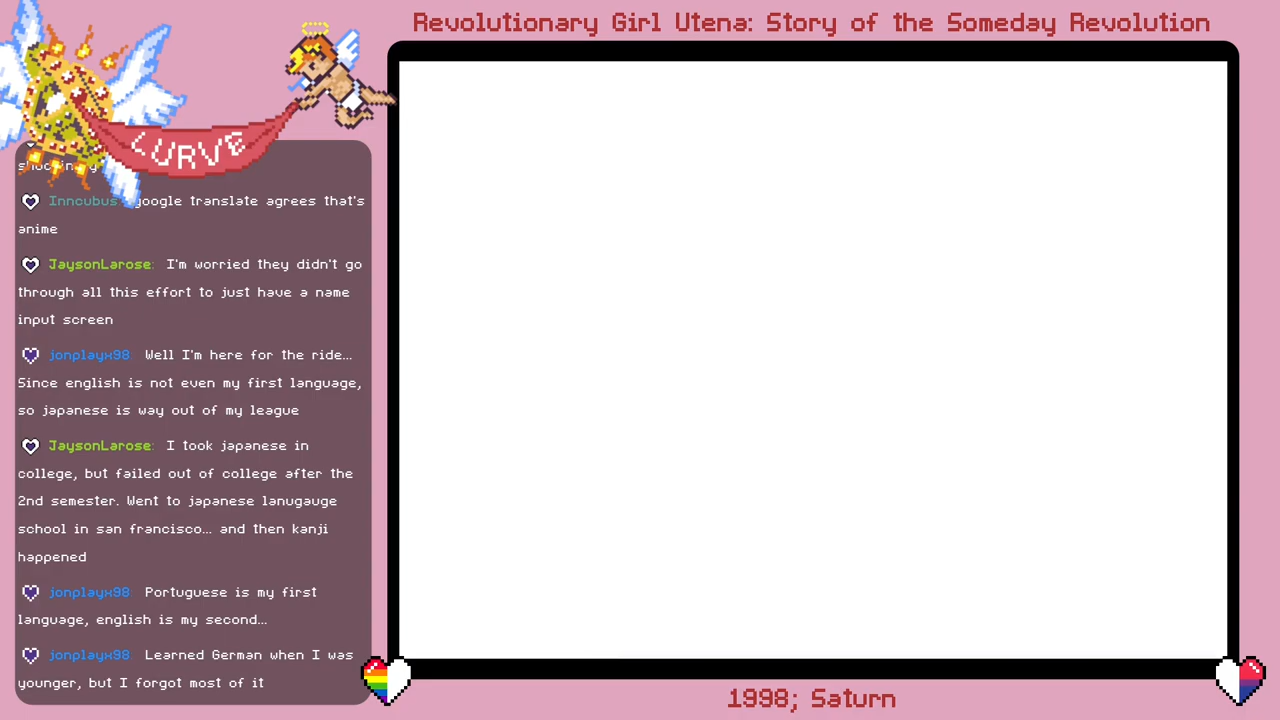 Revolutionary Girl Utena: Story of the Someday Revolution
CURVE
Inncubus: google translate agrees that's
anime
JaysonLarose: I'm worried they didn't go
through all this effort to just have a name
input screen
jonplayx98: Well I'm here for the ride...
Since english is not even my first language,
so japanese is way out of my league
JaysonLarose: I took japanese in
college, but failed out of college after the
2nd semester. Went to japanese lanugauge
school in san francisco... and then kanji
happened
jonplayx98: Portuguese is my first
language, english is my second...
jonplayx98: Learned German when I was
younger, but I forgot most of it
1998; Saturn